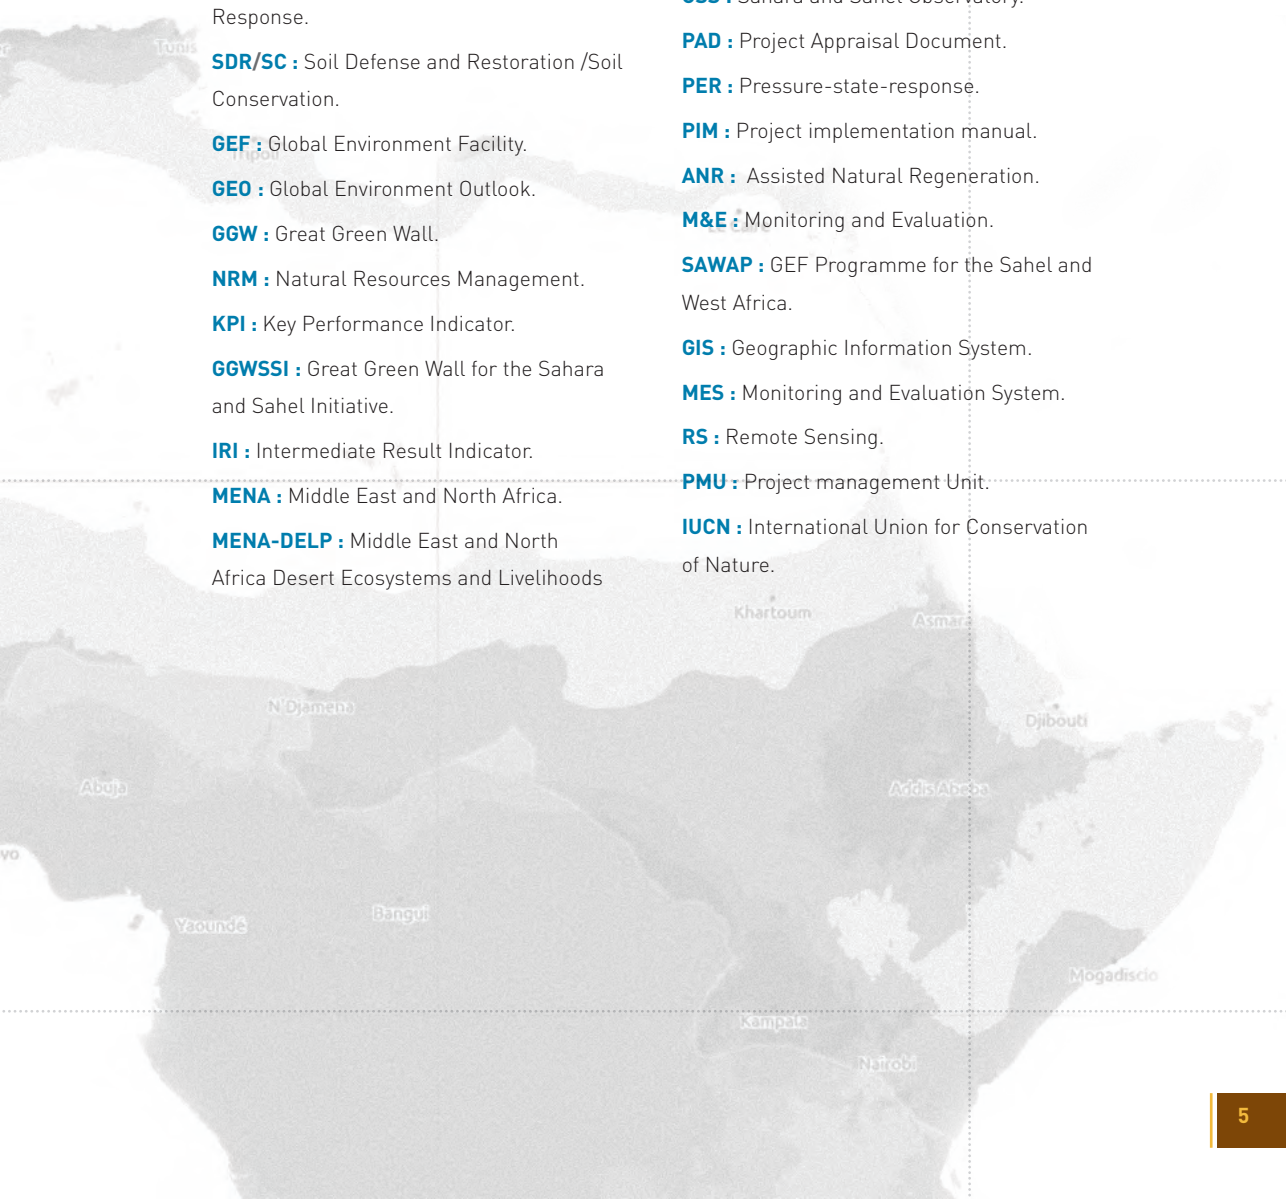 Response.
SDR/SC : Soil Defense and Restoration /Soil
Conservation.
GEF : Global Environment Facility.
GEO : Global Environment Outlook.
GGW : Great Green Wall.
NRM : Natural Resources Management.
KPI : Key Performance Indicator.
GGWSSI : Great Green Wall for the Sahara
and Sahel Initiative.
IRI : Intermediate Result Indicator.
MENA : Middle East and North Africa.
MENA-DELP : Middle East and North
Africa Desert Ecosystems and Livelihoods
Sahara and Sahel Observatory.
PAD : Project Appraisal Document.
PER : Pressure-state-response.
PIM : Project implementation manual.
ANR : Assisted Natural Regeneration.
M&E : Monitoring and Evaluation.
SAWAP : GEF Programme for the Sahel and
West Africa.
GIS : Geographic Information System.
MES : Monitoring and Evaluation System.
RS : Remote Sensing.
PMU : Project management Unit.
IUCN : International Union for Conservation
of Nature.
Tunis
Tripoli
Khartoum
Asmara
N'Djamena
Djibouti
Abuja
Addis Abeba
Yaoundé
Bangui
Mogadiscio
Kampala
Nairobi
5